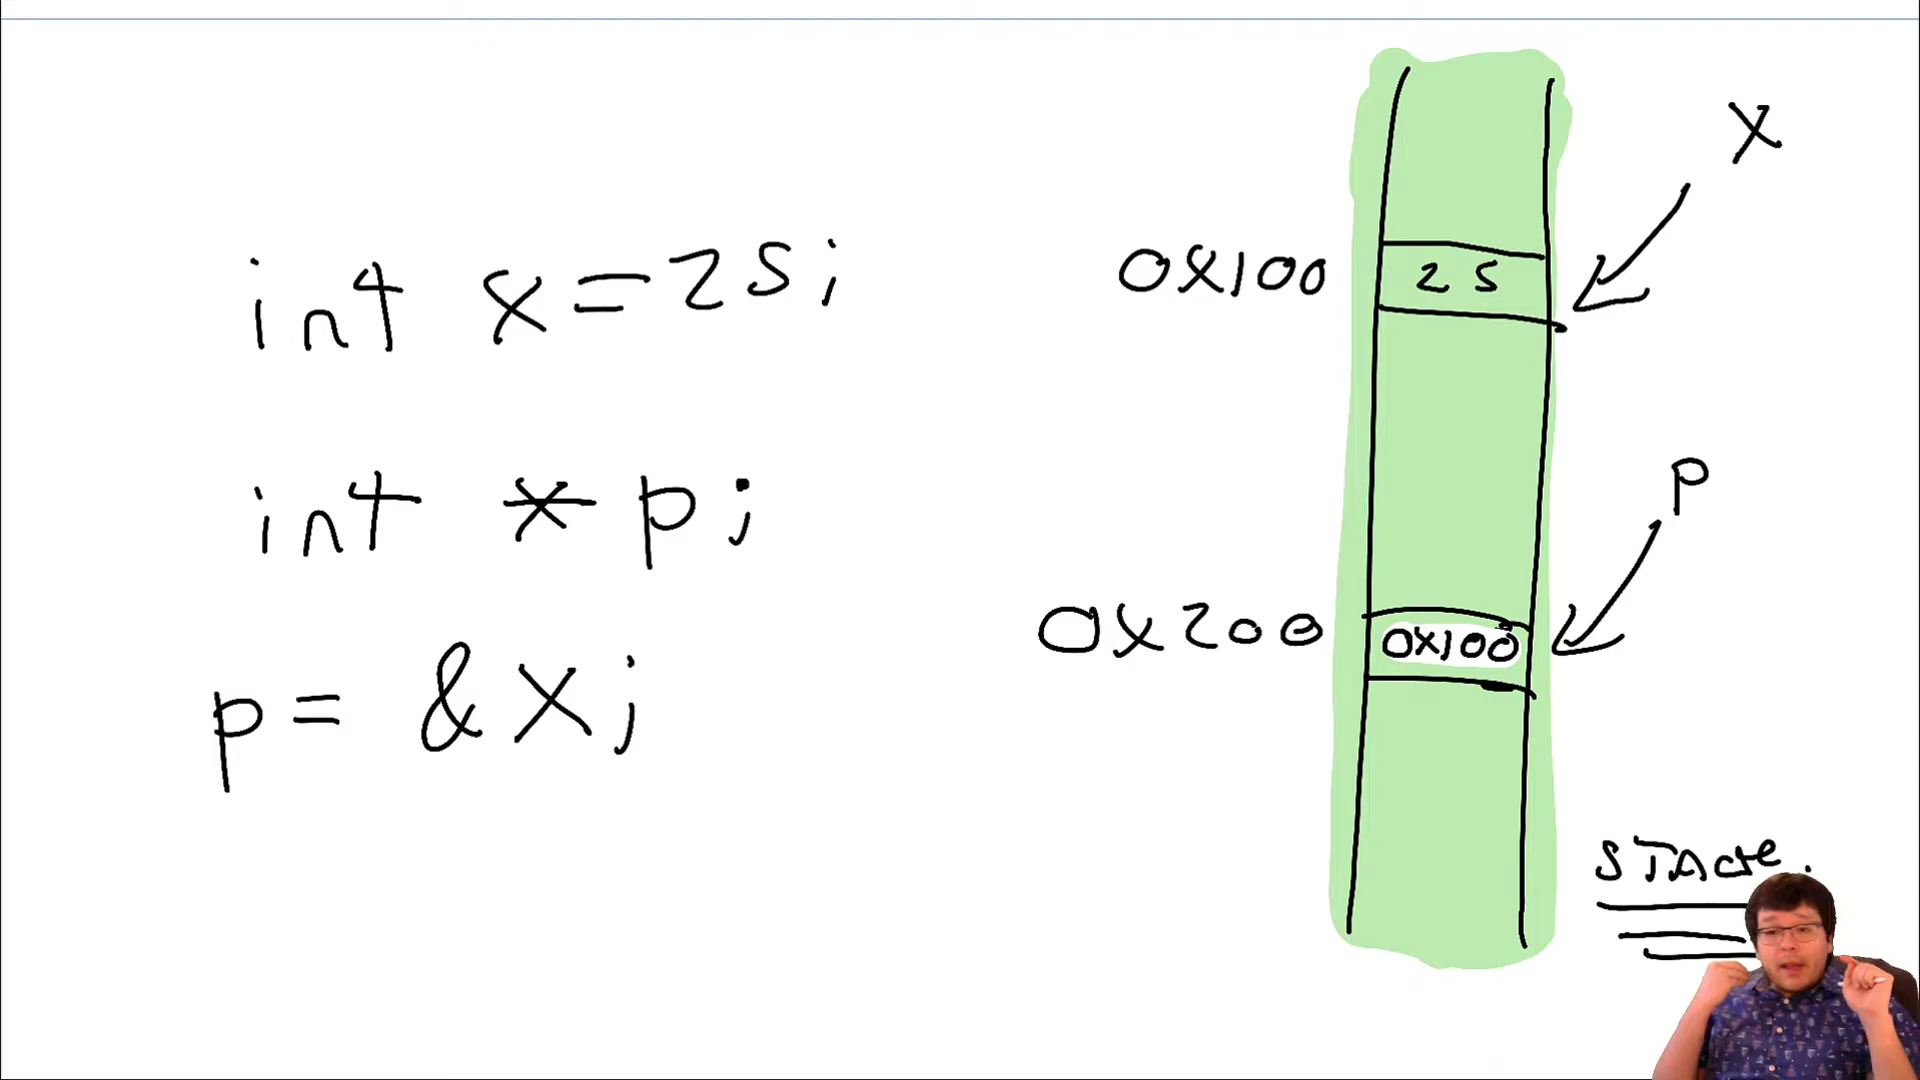 int x=25;
int *p;
p= &x;
x
0x100
25
p
0x200
0x100
STACK.